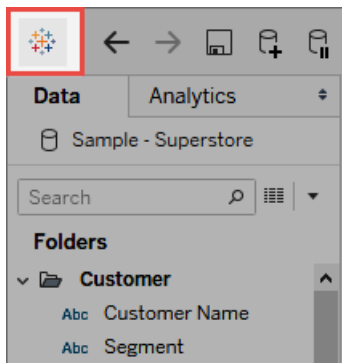 Data Analytics
Sample - Superstore
Search
Folders
Customer
Abc Customer Name
Abc Segment